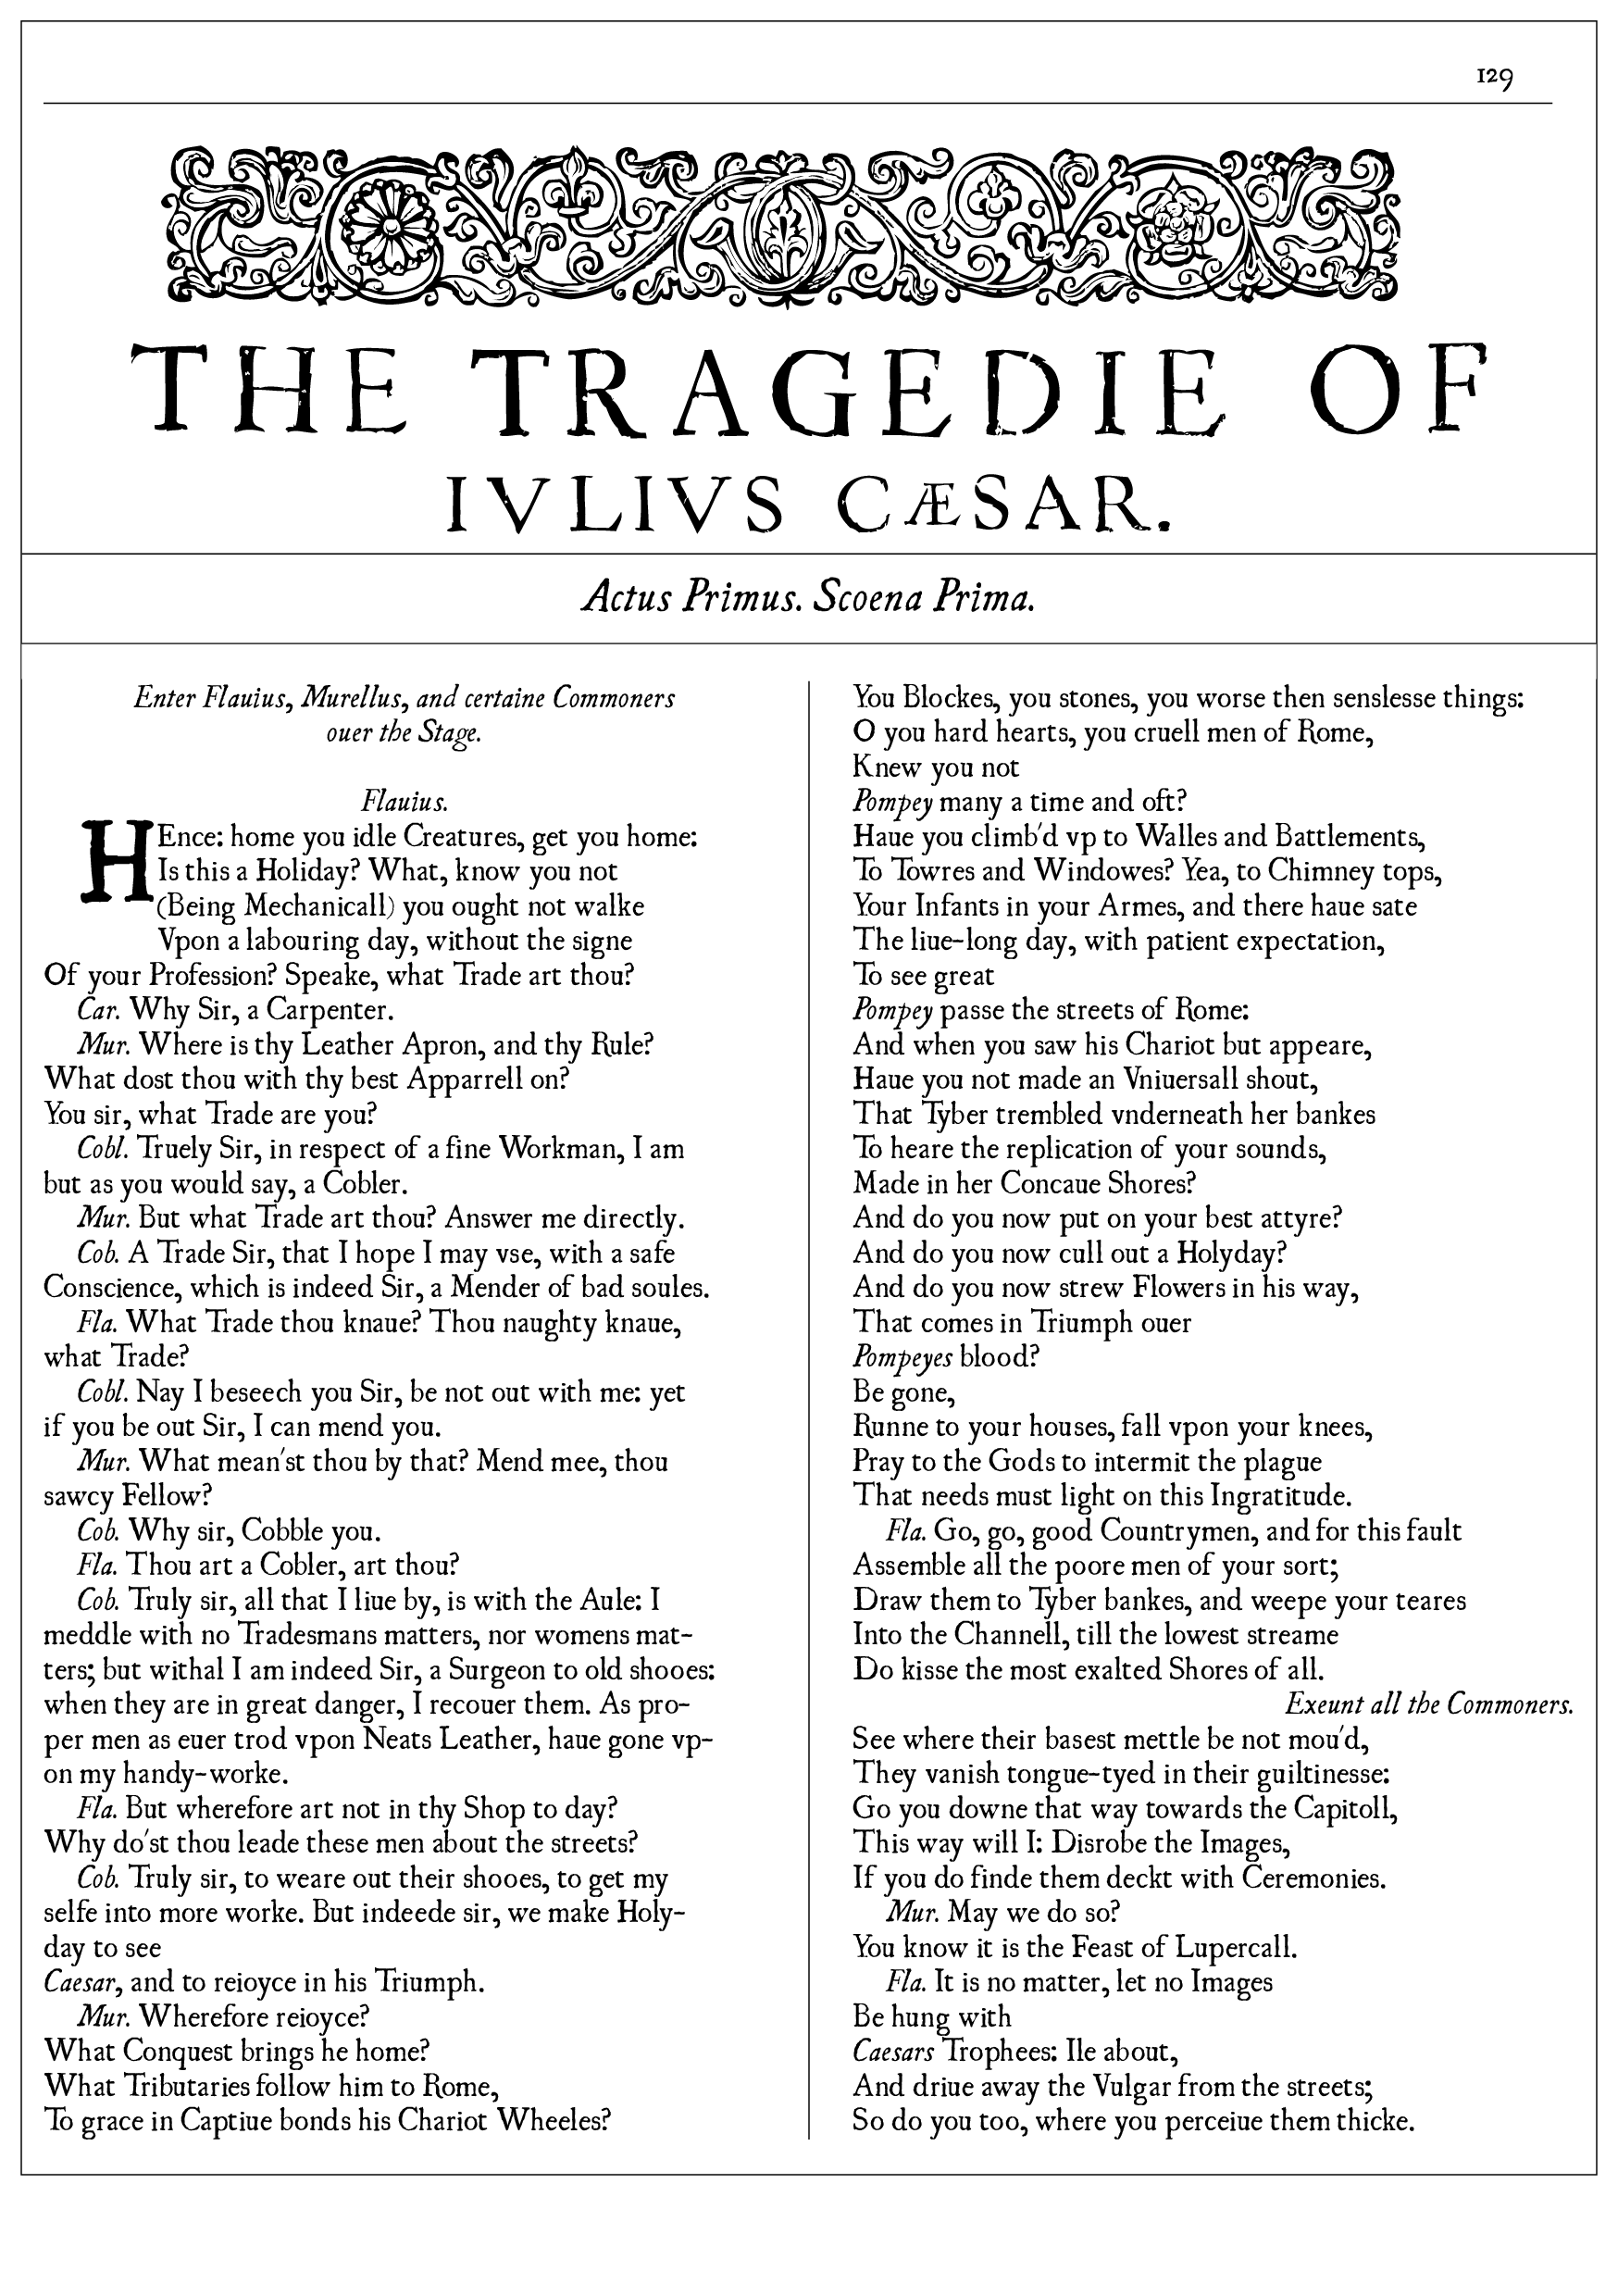 129
THE TRAGEDIE OF
IVLIVS CÆSAR.
Actus Primus. Scoena Prima.
Enter Flauius, Murellus, and certaine Commoners
ouer the Stage.
Flauius.
HEnce: home you idle Creatures, get you home:
Is this a Holiday? What, know you not
(Being Mechanicall) you ought not walke
Vpon a labouring day, without the signe
Of your Profession? Speake, what Trade art thou?
Car. Why Sir, a Carpenter.
Mur. Where is thy Leather Apron, and thy Rule?
What dost thou with thy best Apparrell on?
You sir, what Trade are you?
Cobl. Truely Sir, in respect of a fine Workman, I am
but as you would say, a Cobler.
Mur. But what Trade art thou? Answer me directly.
Cob. A Trade Sir, that I hope I may vse, with a safe
Conscience, which is indeed Sir, a Mender of bad soules.
Fla. What Trade thou knaue? Thou naughty knaue,
what Trade?
Cobl. Nay I beseech you Sir, be not out with me: yet
if you be out Sir, I can mend you.
Mur. What mean'st thou by that? Mend mee, thou
sawcy Fellow?
Cob. Why sir, Cobble you.
Fla. Thou art a Cobler, art thou?
Cob. Truly sir, all that I liue by, is with the Aule: I
meddle with no Tradesmans matters, nor womens mat-
ters; but withal I am indeed Sir, a Surgeon to old shooes:
when they are in great danger, I recouer them. As pro-
per men as euer trod vpon Neats Leather, haue gone vp-
on my handy-worke.
Fla. But wherefore art not in thy Shop to day?
Why do'st thou leade these men about the streets?
Cob. Truly sir, to weare out their shooes, to get my
selfe into more worke. But indeede sir, we make Holy-
day to see
Caesar, and to reioyce in his Triumph.
Mur. Wherefore reioyce?
What Conquest brings he home?
What Tributaries follow him to Rome,
To grace in Captiue bonds his Chariot Wheeles?
You Blockes, you stones, you worse then senslesse things:
O you hard hearts, you cruell men of Rome,
Knew you not
Pompey many a time and oft?
Haue you climb'd vp to Walles and Battlements,
To Towres and Windowes? Yea, to Chimney tops,
Your Infants in your Armes, and there haue sate
The liue-long day, with patient expectation,
To see great
Pompey passe the streets of Rome:
And when you saw his Chariot but appeare,
Haue you not made an Vniuersall shout,
That Tyber trembled vnderneath her bankes
To heare the replication of your sounds,
Made in her Concaue Shores?
And do you now put on your best attyre?
And do you now cull out a Holyday?
And do you now strew Flowers in his way,
That comes in Triumph ouer
Pompeyes blood?
Be gone,
Runne to your houses, fall vpon your knees,
Pray to the Gods to intermit the plague
That needs must light on this Ingratitude.
Fla. Go, go, good Countrymen, and for this fault
Assemble all the poore men of your sort;
Draw them to Tyber bankes, and weepe your teares
Into the Channell, till the lowest streame
Do kisse the most exalted Shores of all.
Exeunt all the Commoners.
See where their basest mettle be not mou'd,
They vanish tongue-tyed in their guiltinesse:
Go you downe that way towards the Capitoll,
This way will I: Disrobe the Images,
If you do finde them deckt with Ceremonies.
Mur. May we do so?
You know it is the Feast of Lupercall.
Fla. It is no matter, let no Images
Be hung with
Caesars Trophees: Ile about,
And driue away the Vulgar from the streets;
So do you too, where you perceiue them thicke.